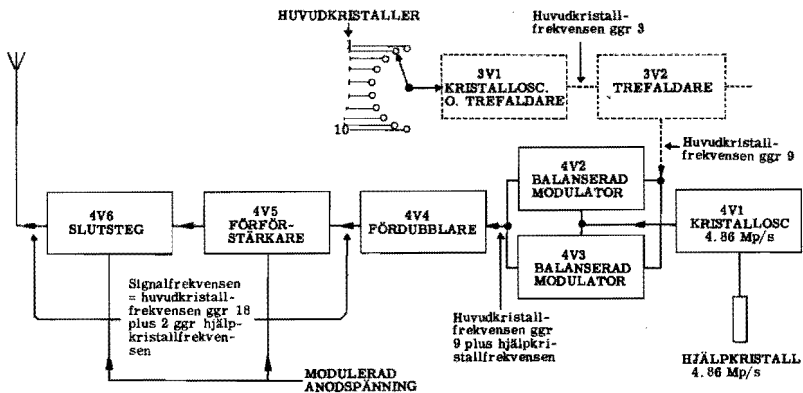 HUVUDKRISTALLER
Huvudkristall-
frekvensen ggr 3
1
10
3V1
KRISTALLOSC.
O. TREFALDARE
3V2
TREFALDARE
Huvudkristall-
frekvensen ggr 9
4V2
BALANSERAD
MODULATOR
4V6
SLUTSTEG
4V5
FÖRFÖR-
STÄRKARE
4V4
FÖRDUBBLARE
4V1
KRISTALLOSC
4.86 Mp/s
4V3
BALANSERAD
MODULATOR
Signalfrekvensen
= huvudkristall-
frekvensen ggr 18
plus 2 ggr hjälp-
kristallfrekven-
sen
Huvudkristall-
frekvensen ggr
9 plus hjälpkri-
stallfrekvensen
HJÄLPKRISTALL
4.86 Mp/s
MODULERAD
ANODSPÄNNING